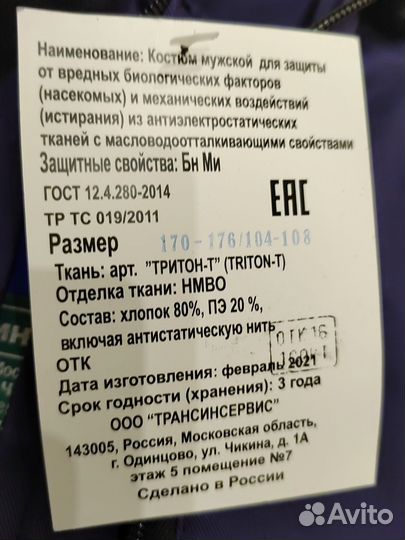 Наименование: Костюм мужской для защиты
от вредных биологических факторов
(насекомых) и механических воздействий
(истирания) из антиэлектростатических
тканей с масловодоотталкивающими свойствами
Защитные свойства: Бн Ми
ГОСТ 12.4.280-2014
ТР ТС 019/2011
ЕАС
Размер 170-176/104-108
Ткань: арт. "ТРИТОН-Т" (TRITON-T)
Отделка ткани: НМВО
Состав: хлопок 80%, ПЭ 20 %,
включая антистатическую нить
ОТК
ОТК 16
Дата изготовления: февраль 2021
Срок годности (хранения): 3 года
ООО "ТРАНСИНСЕРВИС"
143005, Россия, Московская область,
г. Одинцово, ул. Чикина, д. 1А
этаж 5 помещение №7
Сделано в России
Avito